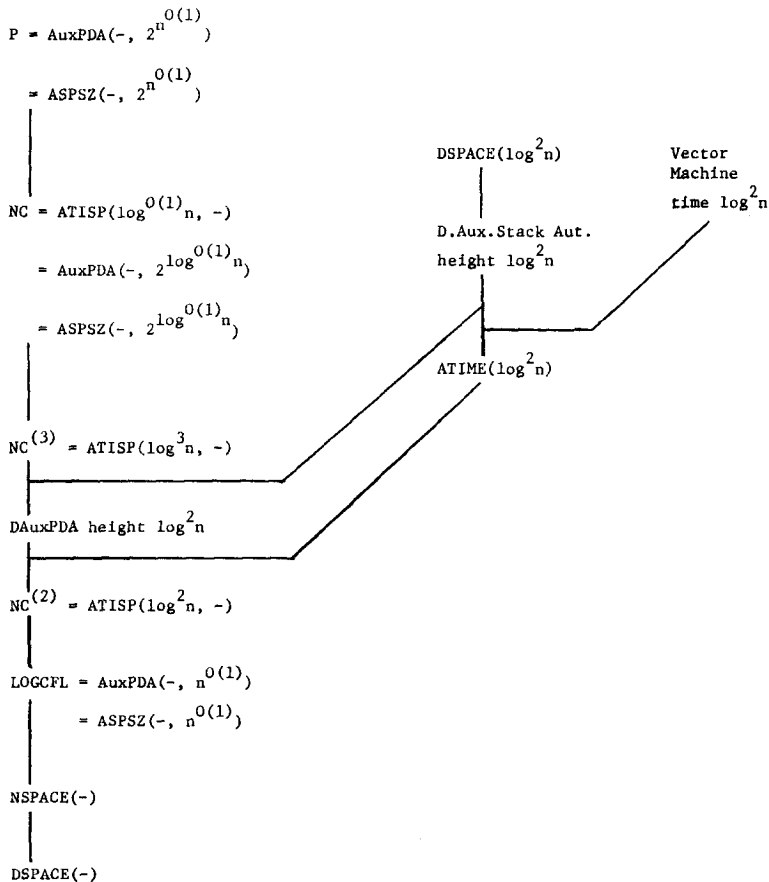 P = AuxPDA(-, 2^{n^{O(1)}})
= ASPSZ(-, 2^{n^{O(1)}})
DSPACE(log^2 n)
Vector
Machine
time log^2 n
NC = ATISP(log^{O(1)} n, -)
D.Aux.Stack Aut.
height log^2 n
= AuxPDA(-, 2^{log^{O(1)} n})
= ASPSZ(-, 2^{log^{O(1)} n})
ATIME(log^2 n)
NC^{(3)} = ATISP(log^3 n, -)
DAuxPDA height log^2 n
NC^{(2)} = ATISP(log^2 n, -)
LOGCFL = AuxPDA(-, n^{O(1)})
= ASPSZ(-, n^{O(1)})
NSPACE(-)
DSPACE(-)